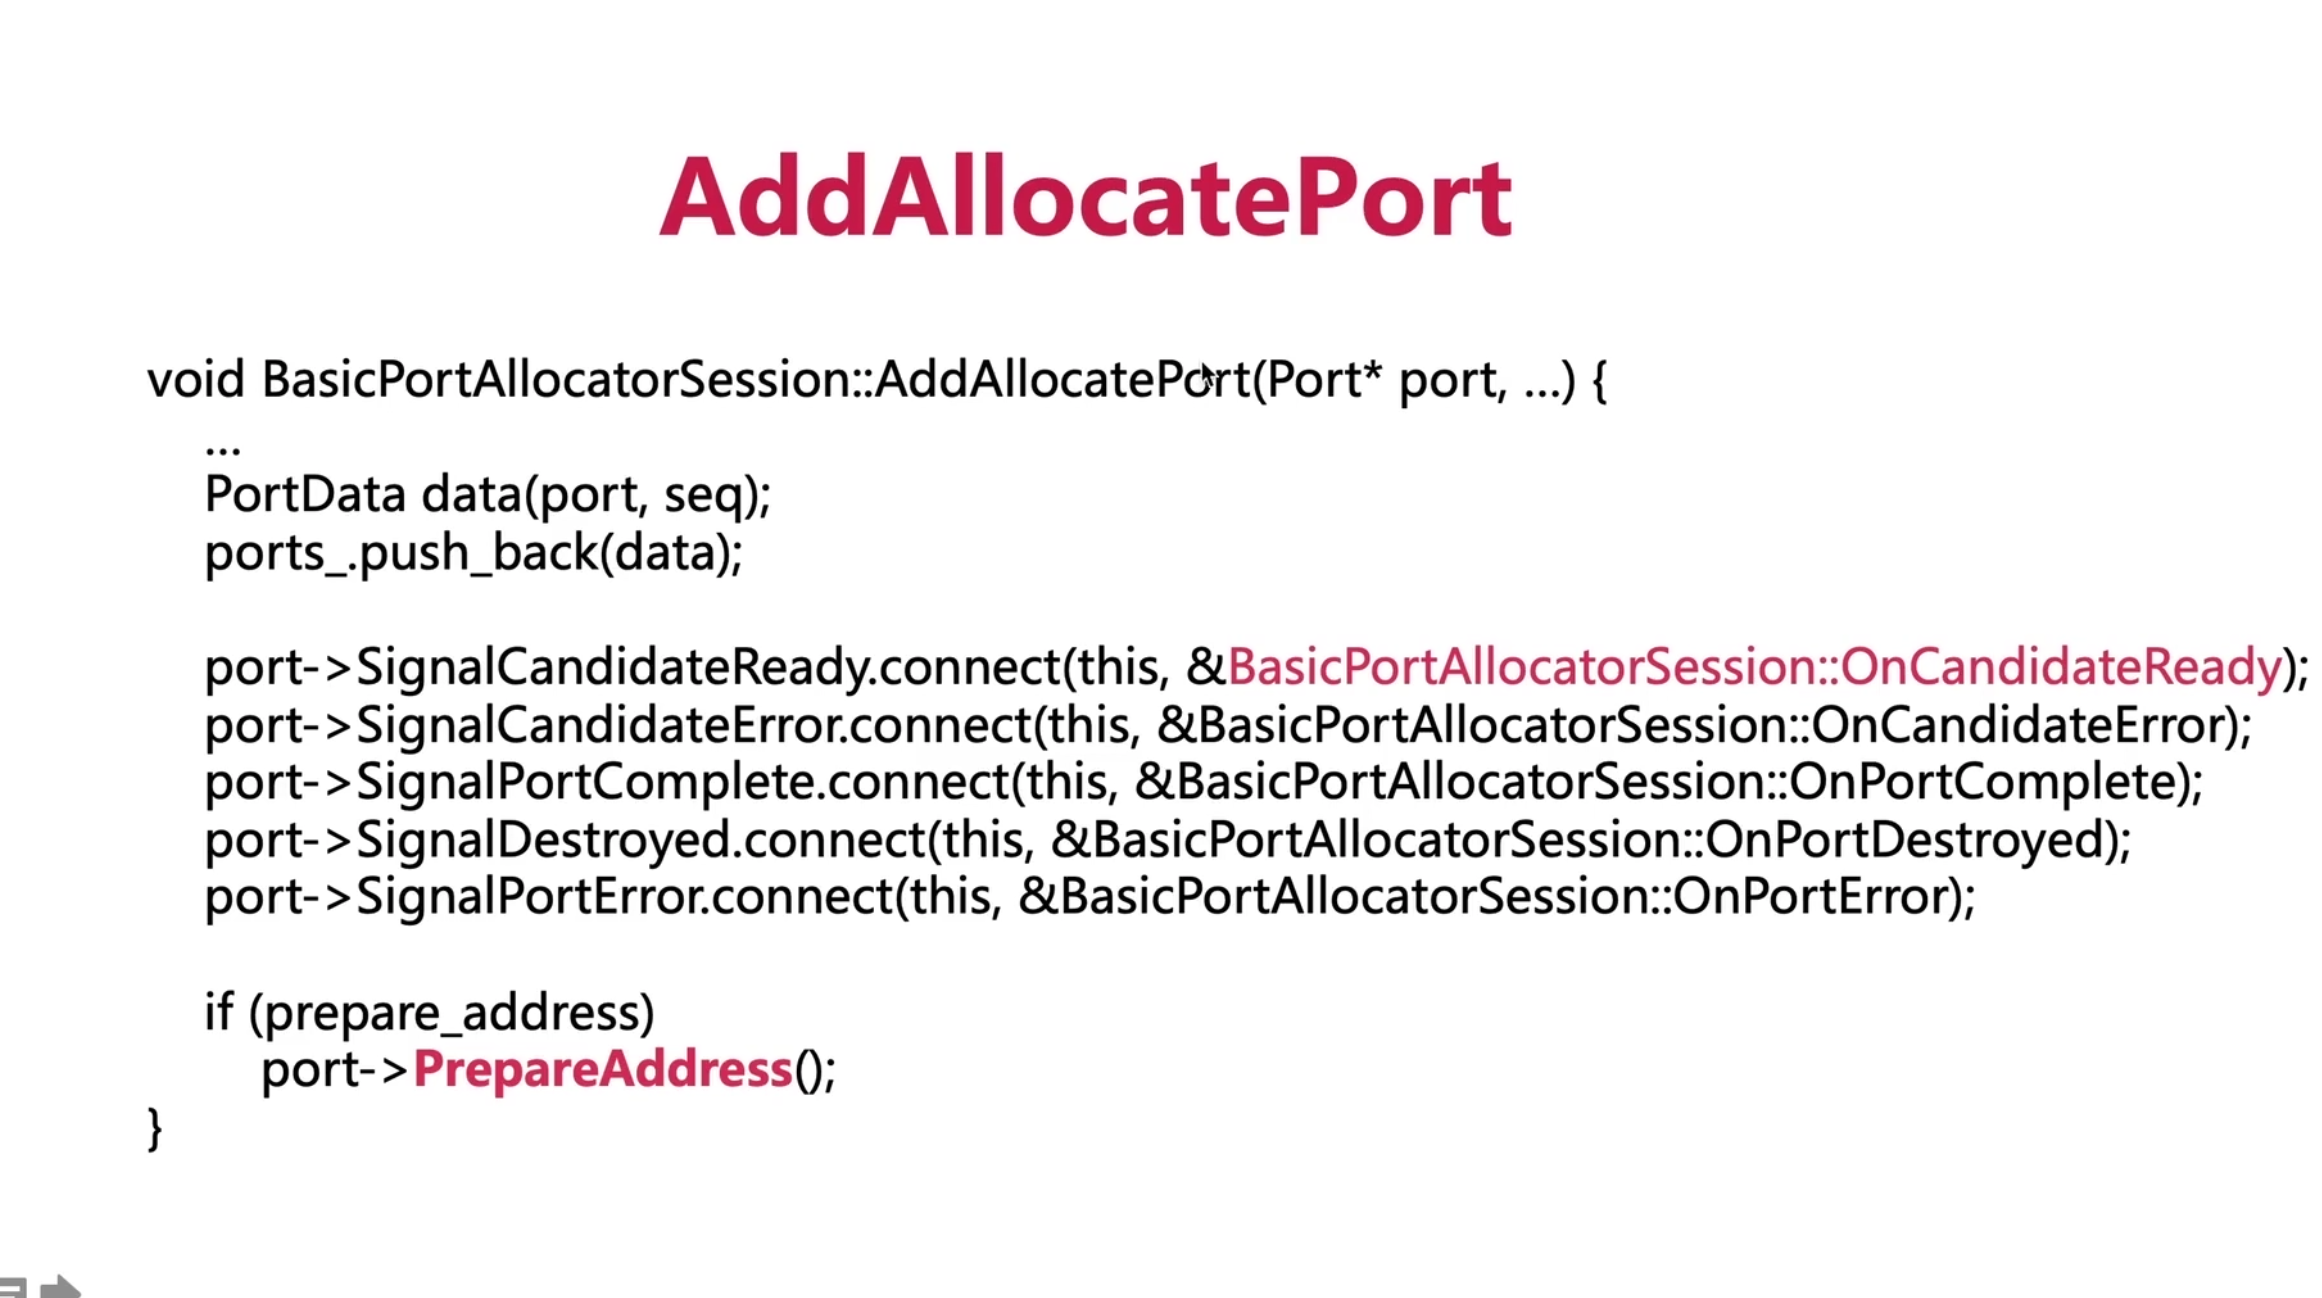 AddAllocatePort
void BasicPortAllocatorSession::AddAllocatePort(Port* port, ...) {
...
PortData data(port, seq);
ports_.push_back(data);
port->SignalCandidateReady.connect(this, &BasicPortAllocatorSession::OnCandidateReady);
port->SignalCandidateError.connect(this, &BasicPortAllocatorSession::OnCandidateError);
port->SignalPortComplete.connect(this, &BasicPortAllocatorSession::OnPortComplete);
port->SignalDestroyed.connect(this, &BasicPortAllocatorSession::OnPortDestroyed);
port->SignalPortError.connect(this, &BasicPortAllocatorSession::OnPortError);
if (prepare_address)
port->PrepareAddress();
}